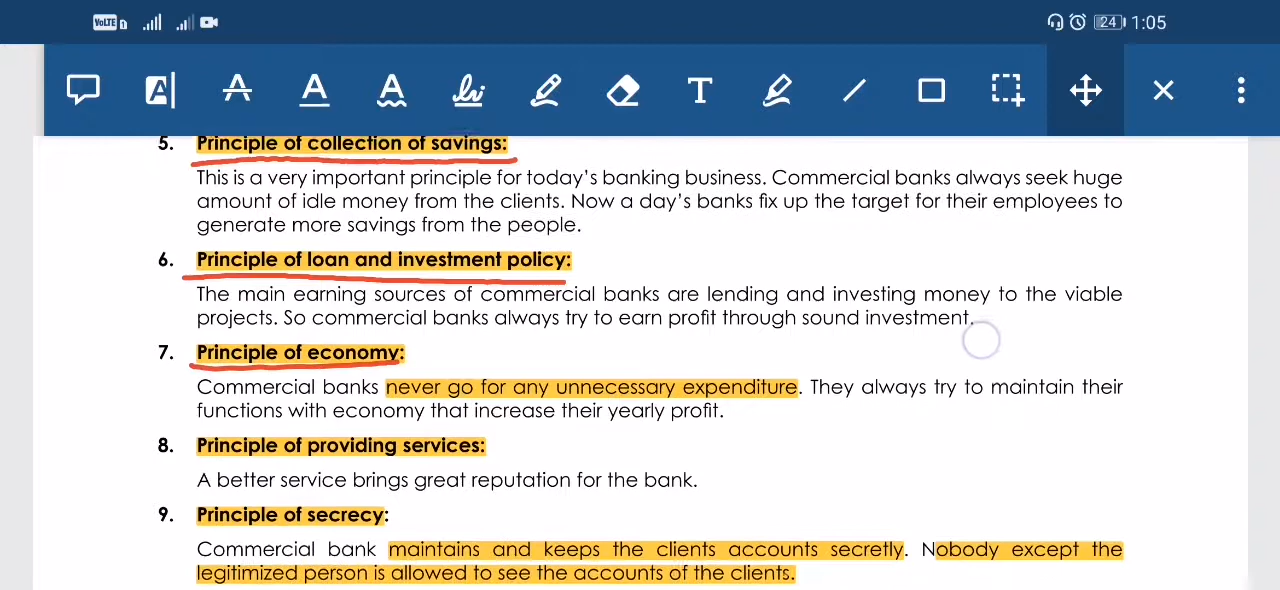 VoLTE 1 24 1:05
A A A A T
5. Principle of collection of savings:
This is a very important principle for today's banking business. Commercial banks always seek huge
amount of idle money from the clients. Now a day's banks fix up the target for their employees to
generate more savings from the people.
6. Principle of loan and investment policy:
The main earning sources of commercial banks are lending and investing money to the viable
projects. So commercial banks always try to earn profit through sound investment.
7. Principle of economy:
Commercial banks never go for any unnecessary expenditure. They always try to maintain their
functions with economy that increase their yearly profit.
8. Principle of providing services:
A better service brings great reputation for the bank.
9. Principle of secrecy:
Commercial bank maintains and keeps the clients accounts secretly. Nobody except the
legitimized person is allowed to see the accounts of the clients.